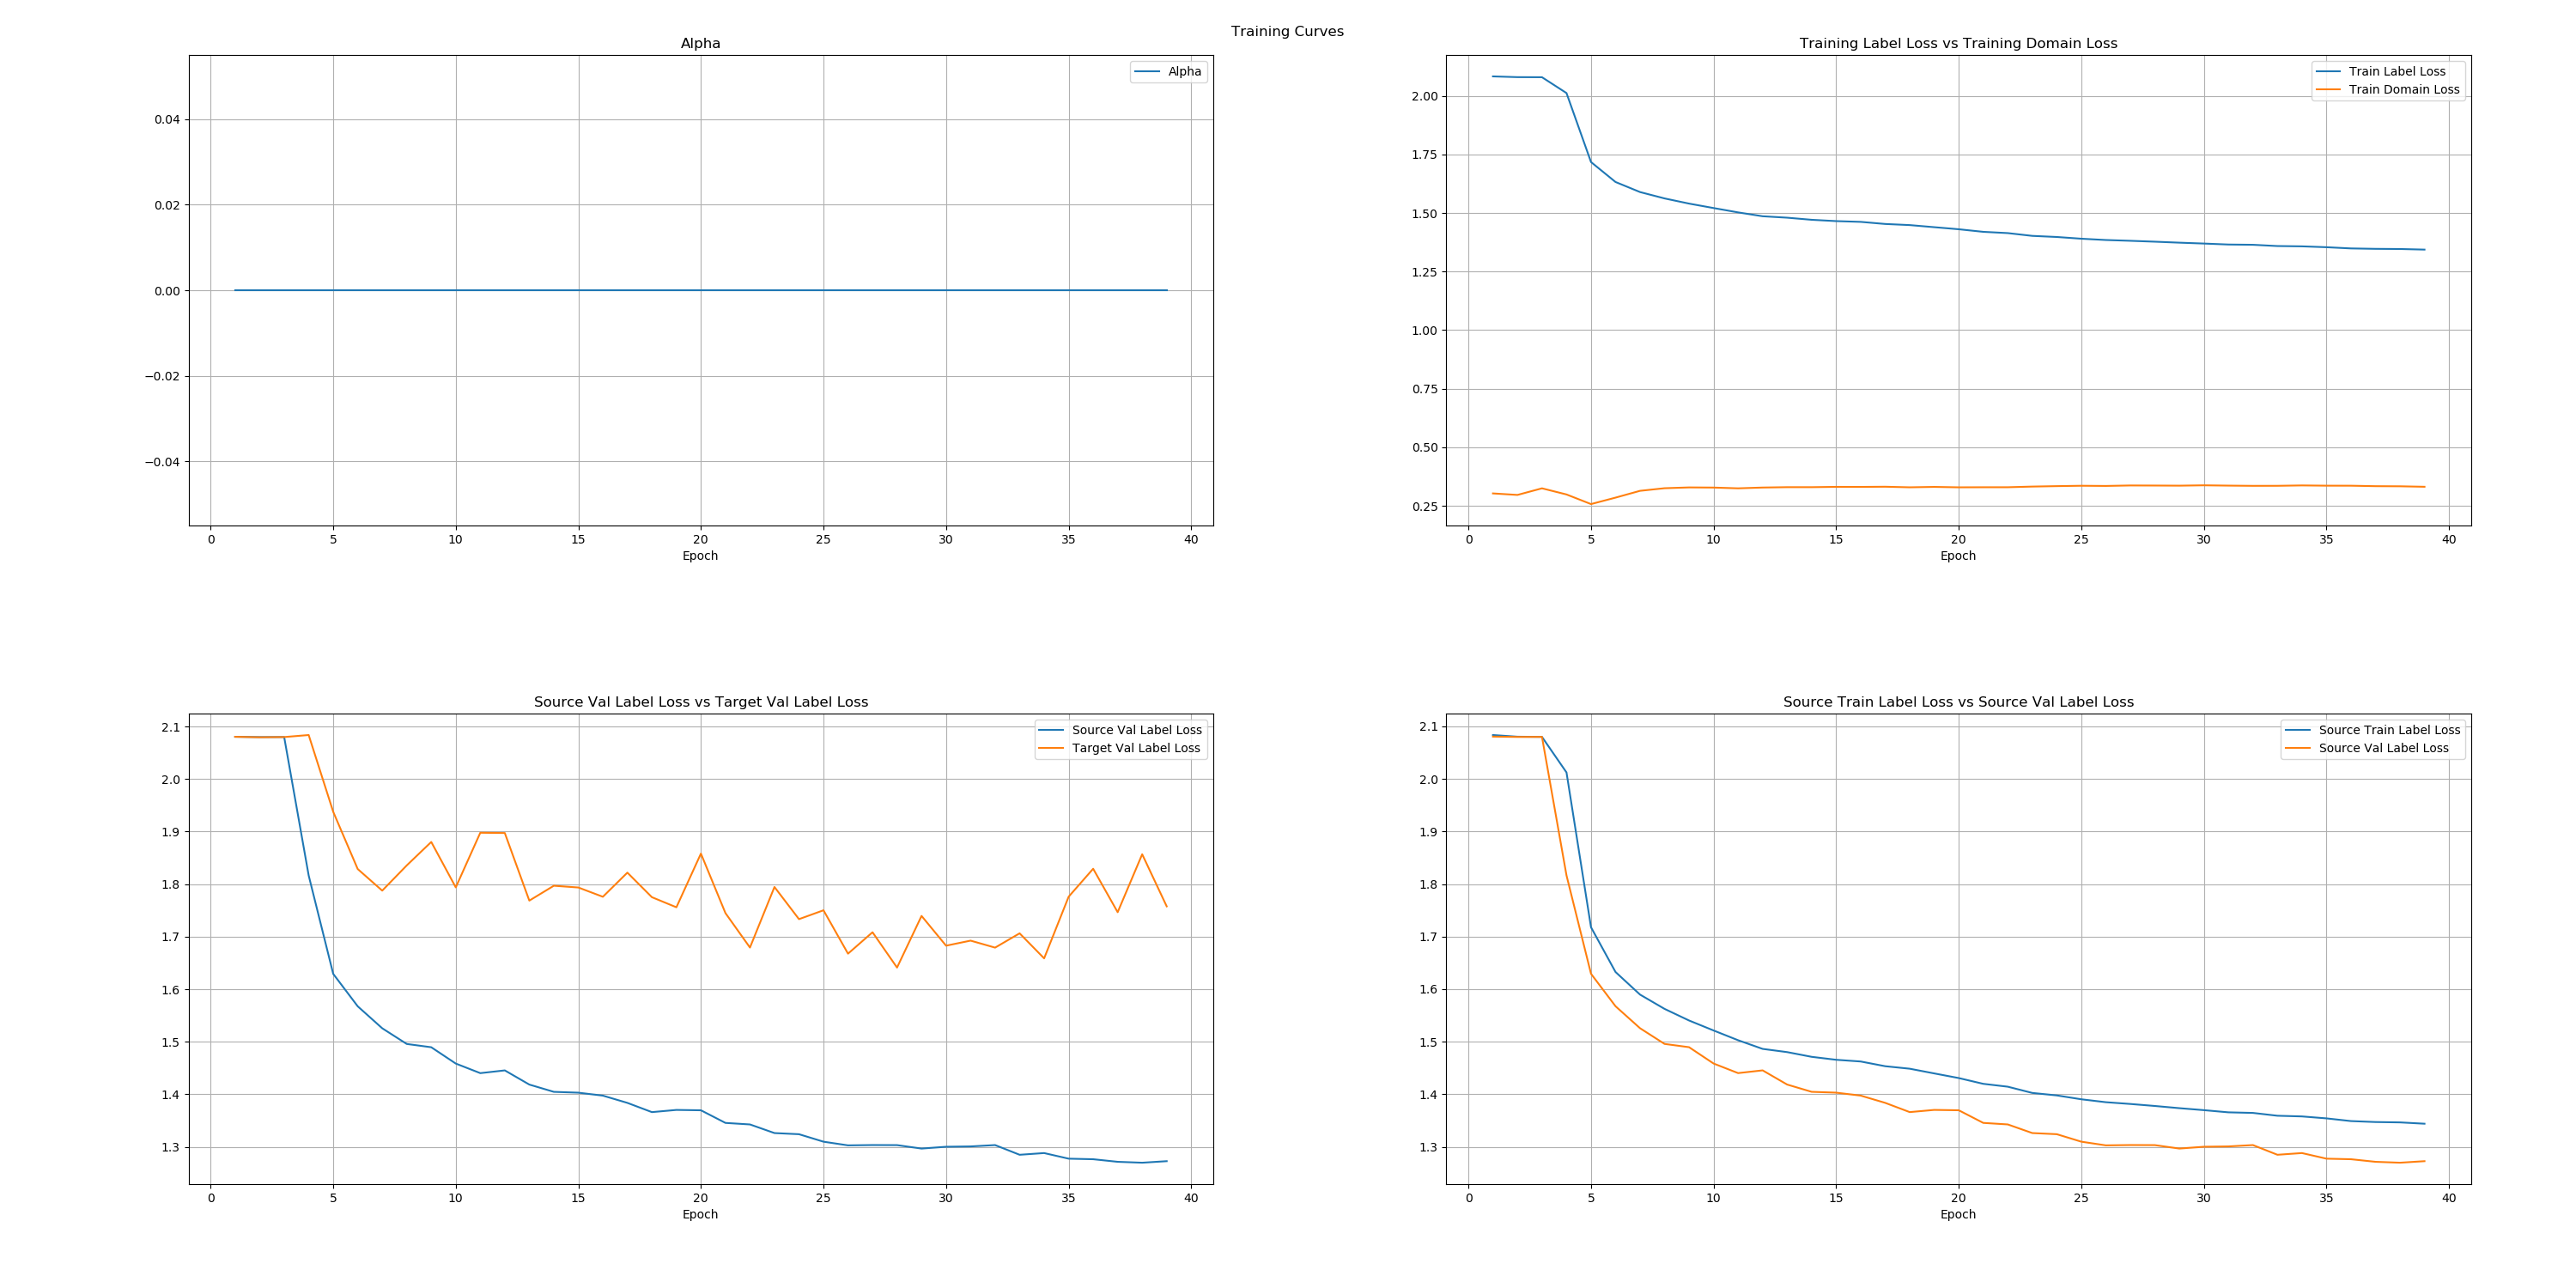 Training Curves
Alpha
Alpha
0.04
0.02
0.00
−0.02
−0.04
0 5 10 15 20 25 30 35 40
Epoch
Training Label Loss vs Training Domain Loss
Train Label Loss
Train Domain Loss
2.00
1.75
1.50
1.25
1.00
0.75
0.50
0.25
0 5 10 15 20 25 30 35 40
Epoch
Source Val Label Loss vs Target Val Label Loss
Source Val Label Loss
Target Val Label Loss
2.1
2.0
1.9
1.8
1.7
1.6
1.5
1.4
1.3
0 5 10 15 20 25 30 35 40
Epoch
Source Train Label Loss vs Source Val Label Loss
Source Train Label Loss
Source Val Label Loss
2.1
2.0
1.9
1.8
1.7
1.6
1.5
1.4
1.3
0 5 10 15 20 25 30 35 40
Epoch